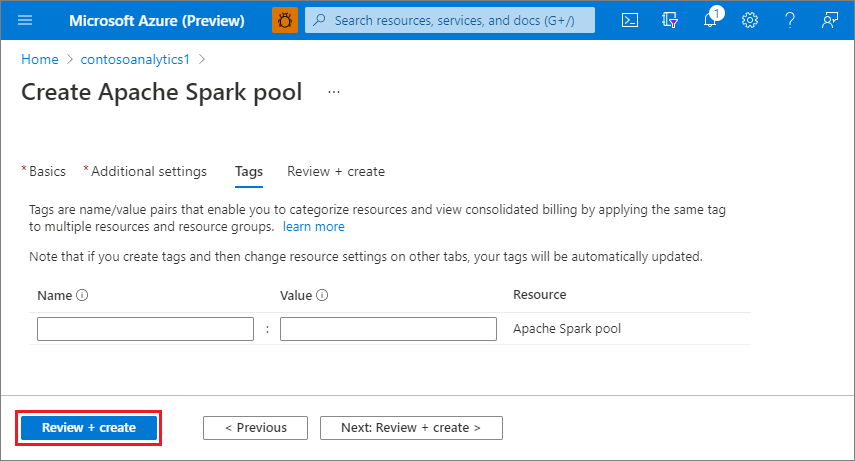 Microsoft Azure (Preview)
Search resources, services, and docs (G+/)
1
Home > contosoanalytics1 >
Create Apache Spark pool ...
* Basics * Additional settings Tags Review + create
Tags are name/value pairs that enable you to categorize resources and view consolidated billing by applying the same tag
to multiple resources and resource groups. learn more
Note that if you create tags and then change resource settings on other tabs, your tags will be automatically updated.
Name Value Resource
: Apache Spark pool
Review + create < Previous Next: Review + create >